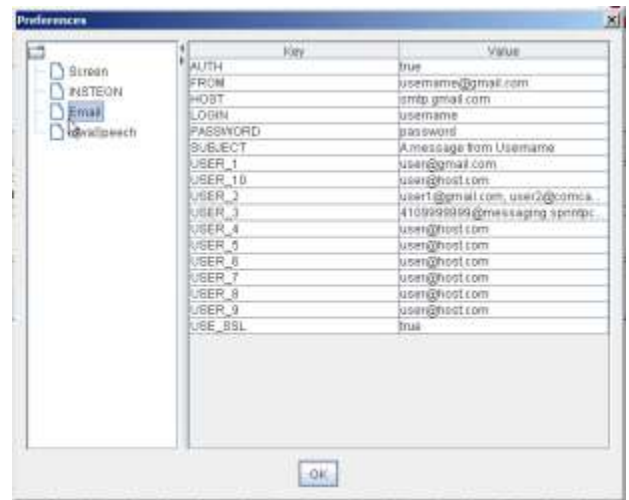 Preferences
Screen
INSTEON
Email
Key Value
AUTH true
FROM username@gmail.com
HOST smtp.gmail.com
LOGIN username
PASSWORD password
SUBJECT A message from Username
USER_1 user@gmail.com
USER_10 user@host.com
USER_2 user1@gmail.com, user2@comca...
USER_3 4109999999@messaging.sprintpc...
USER_4 user@host.com
USER_5 user@host.com
USER_6 user@host.com
USER_7 user@host.com
USER_8 user@host.com
USER_9 user@host.com
USE_SSL true
OK